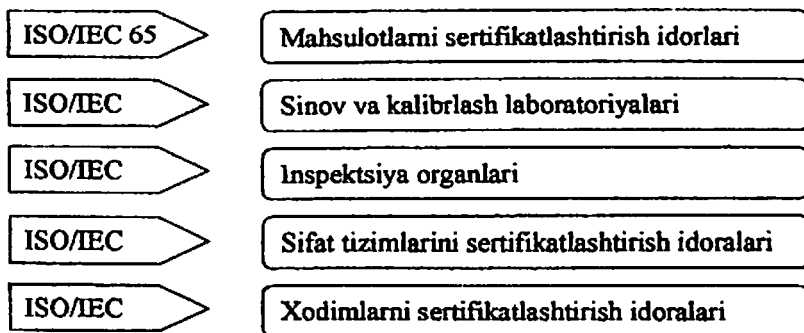 ISO/IEC 65 Mahsulotlarni sertifikatlashtirish idorlari
ISO/IEC Sinov va kalibrlash laboratoriyalari
ISO/IEC Inspektsiya organlari
ISO/IEC Sifat tizimlarini sertifikatlashtirish idoralari
ISO/IEC Xodimlarni sertifikatlashtirish idoralari